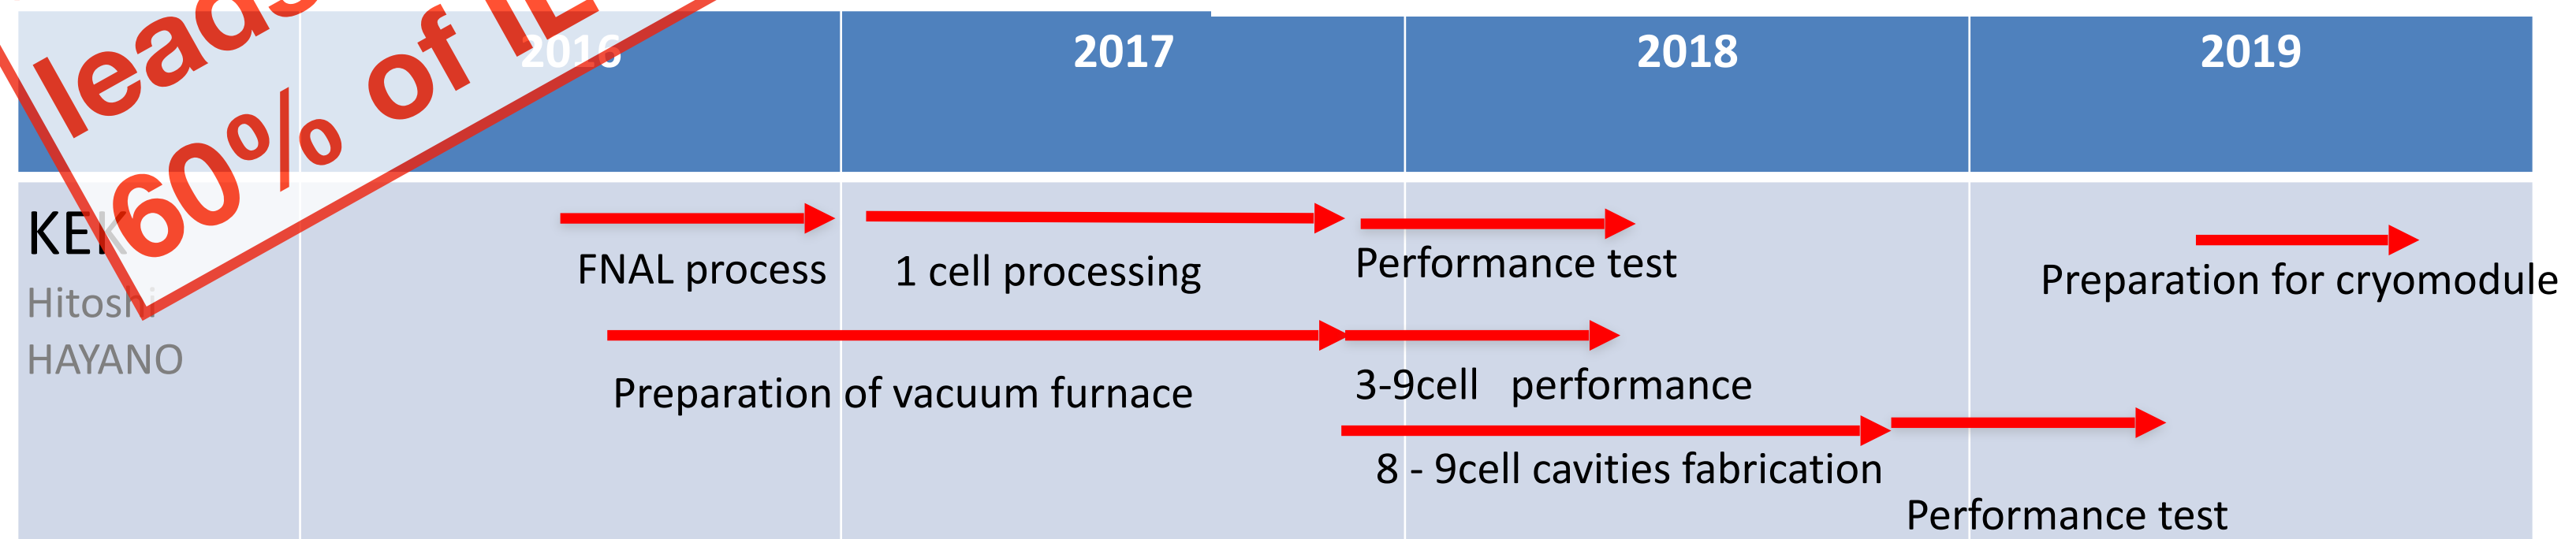 leads
60% of IL
2016 2017 2018 2019
KEK
Hitoshi
HAYANO
FNAL process
1 cell processing
Performance test
Preparation for cryomodule
Preparation of vacuum furnace
3-9cell performance
8 - 9cell cavities fabrication
Performance test